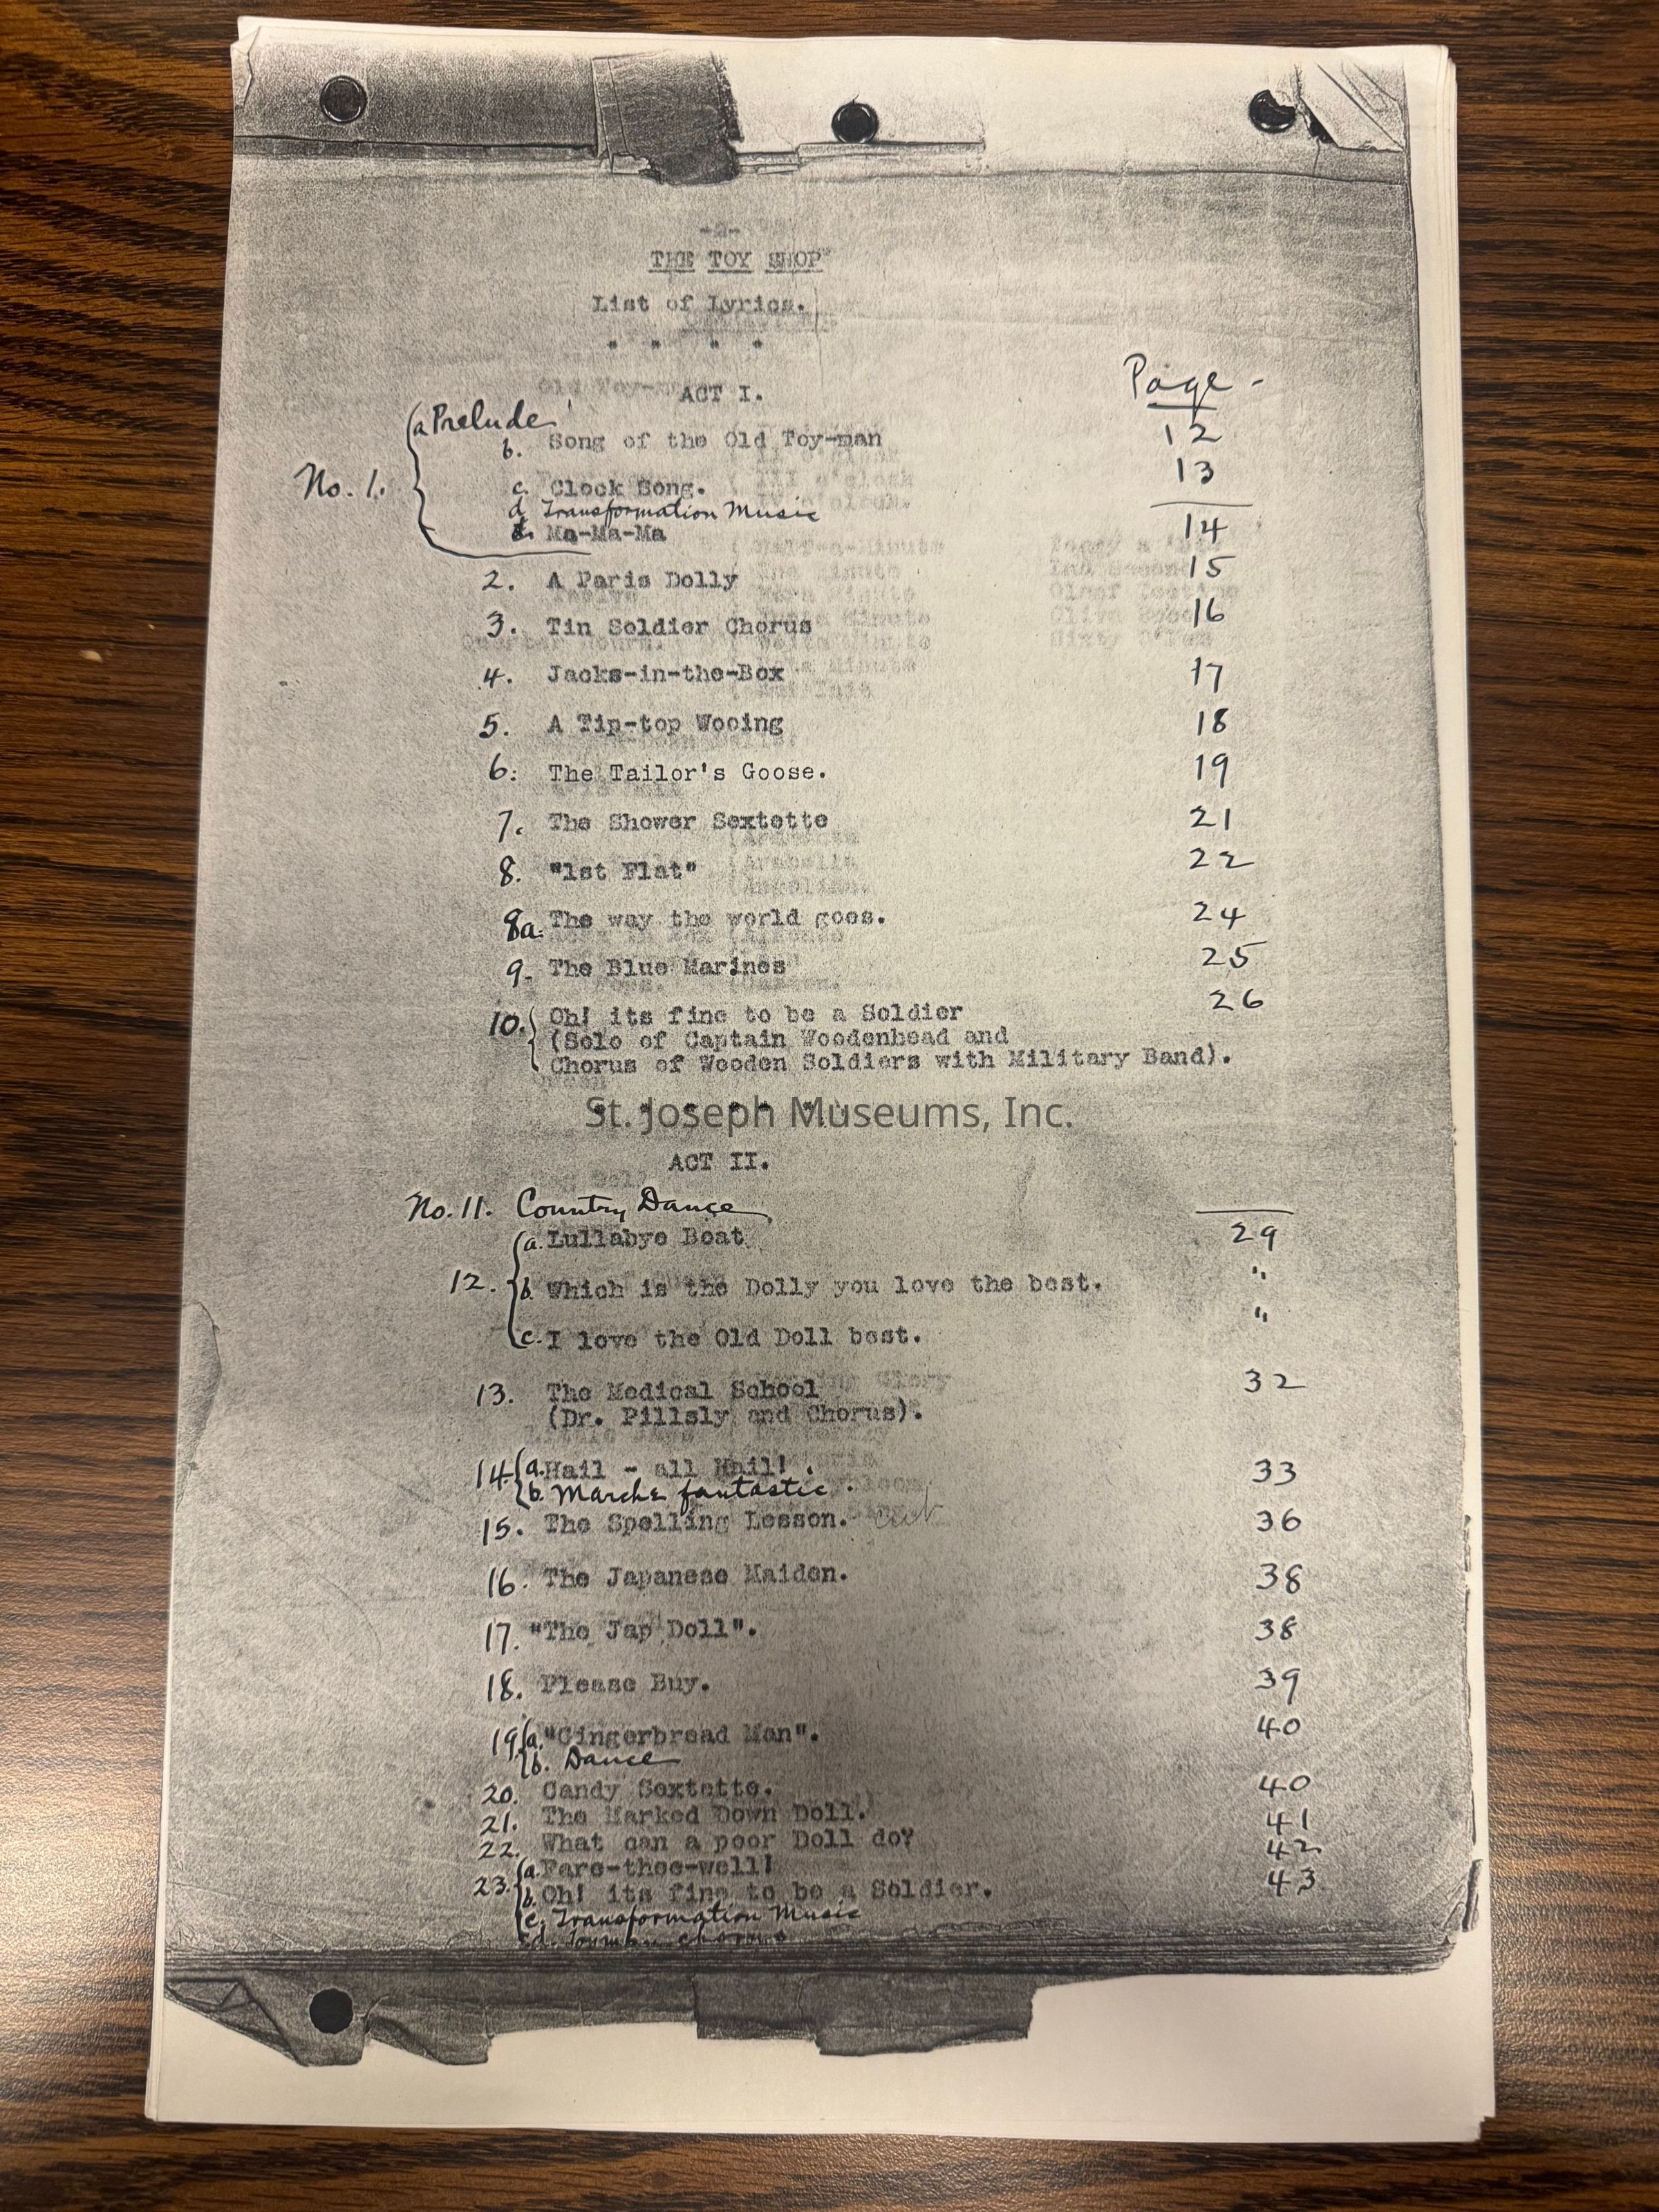 -2-
THE TOY SHOP
List of Lyrics.
" " " "
Page -
ACT I.
No. 1.
a Prelude
b. Song of the Old Toy-man 12
c. Clock Song. 13
d Transformation Music
e. Ma-Ma-Ma 14
2. A Paris Dolly 15
3. Tin Soldier Chorus 16
4. Jacks-in-the-Box 17
5. A Tip-top Wooing 18
6. The Tailor's Goose. 19
7. The Shower Sextette 21
8. "1st Flat" 22
8a. The way the world goes. 24
9. The Blue Marines 25
10. Oh! its fine to be a Soldier 26
(Solo of Captain Woodenhead and
Chorus of Wooden Soldiers with Military Band).
St. Joseph Museums, Inc.
ACT II.
No. 11. Country Dance
12.
a. Lullabye Boat 29
b. Which is the Dolly you love the best. "
c. I love the Old Doll best. "
13. The Medical School 32
(Dr. Pillsly and Chorus).
14. a. Hail - all Hail! . 33
b. Marche fantastic .
15. The Spelling Lesson. cut 36
16. The Japanese Maiden. 38
17. "The Jap Doll". 38
18. Please Buy. 39
19. a. "Gingerbread Man". 40
b. Dance
20. Candy Sextette. 40
21. The Marked Down Doll. 41
22. What can a poor Doll do? 42
23. a. Fare-thee-well! 43
b. Oh! its fine to be a Soldier.
c. Transformation Music
d.